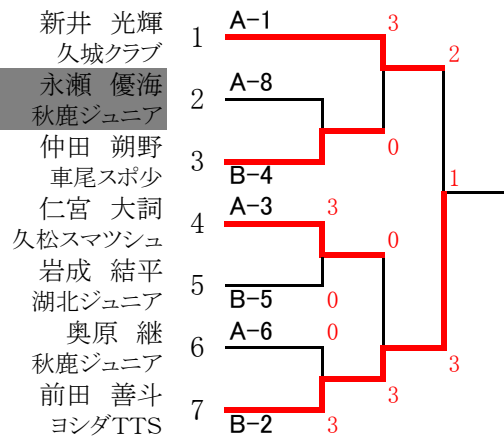 新井 光輝
久城クラブ
1
A-1
3
2
永瀬 優海
秋鹿ジュニア
2
A-8
仲田 朔野
車尾スポ少
3
B-4
0
1
仁宮 大詞
久松スマツシュ
4
A-3
3
0
岩成 結平
湖北ジュニア
5
B-5
0
奥原 継
秋鹿ジュニア
6
A-6
0
3
前田 善斗
ヨシダTTS
7
B-2
3
3